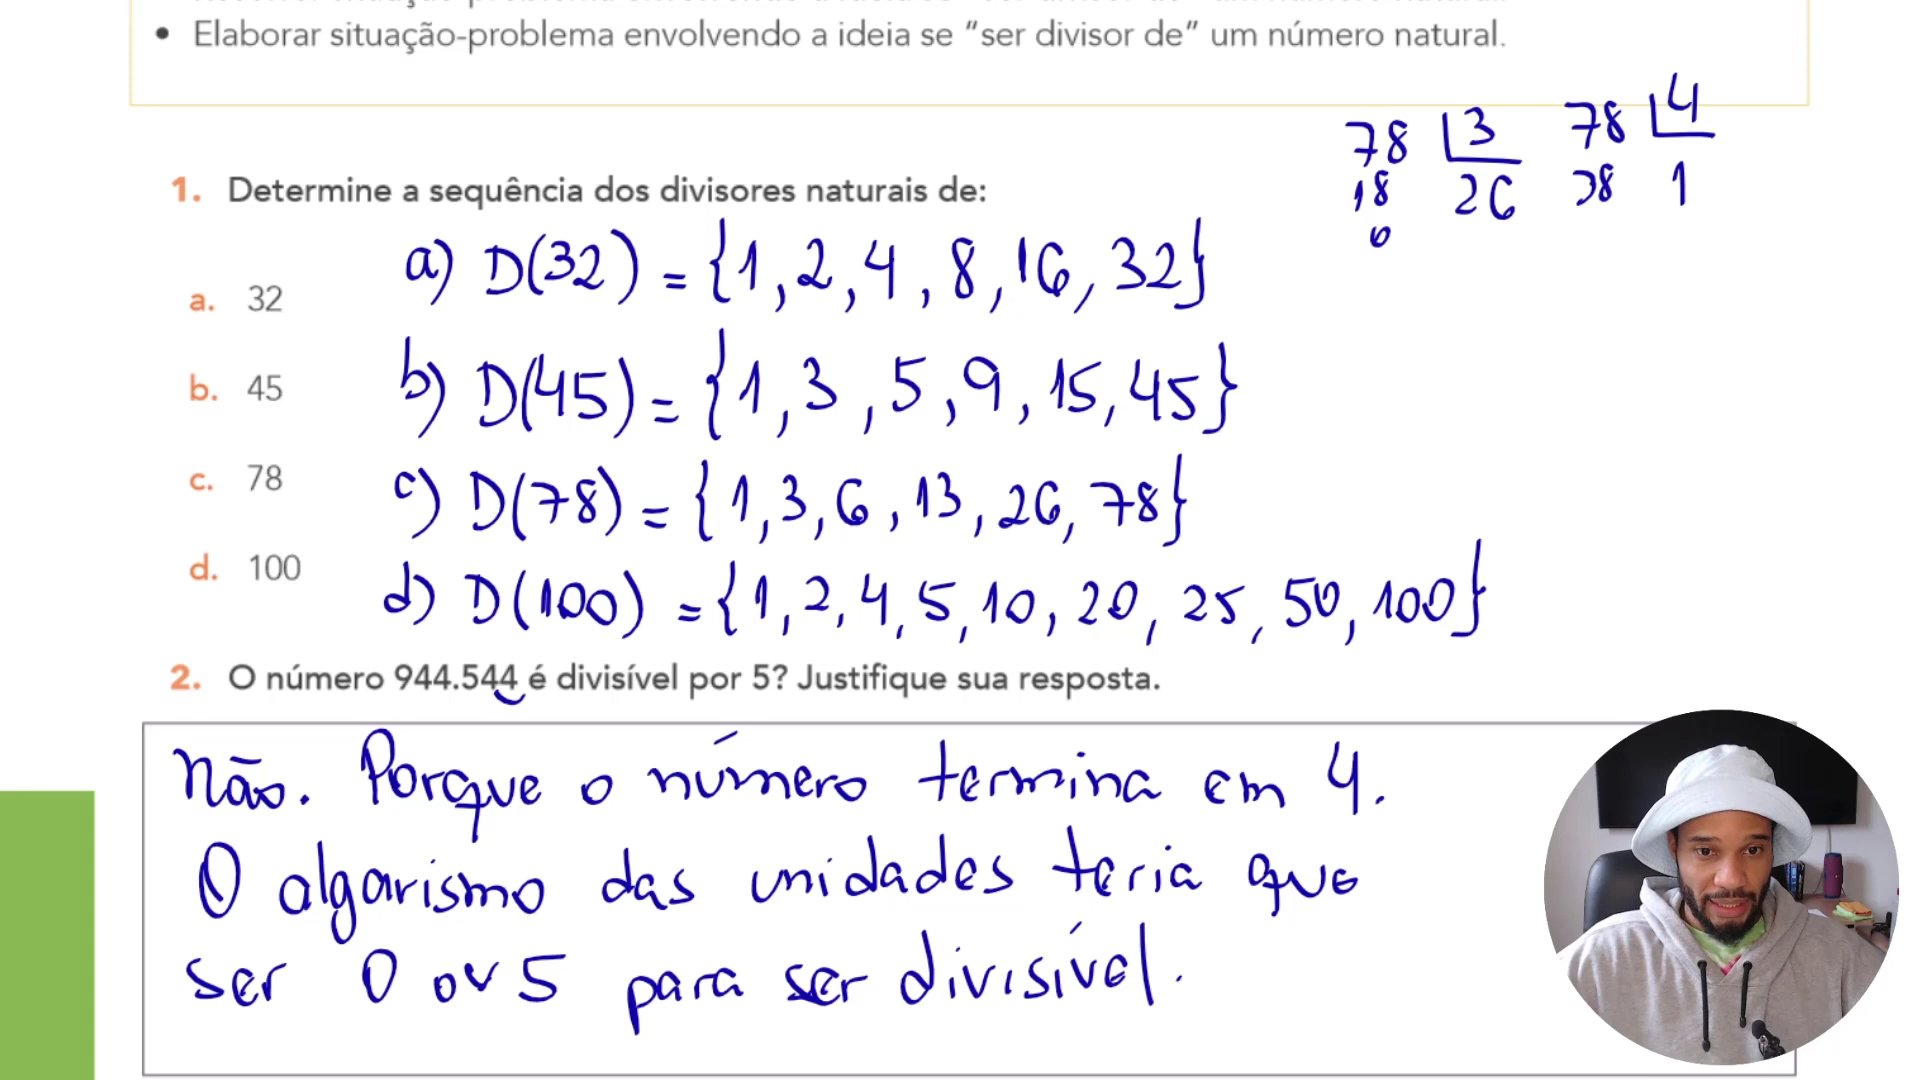 • Elaborar situação-problema envolvendo a ideia se “ser divisor de” um número natural.
78 3 78 4
18 26 38 1
0
1. Determine a sequência dos divisores naturais de:
a) D(32) = {1, 2, 4, 8, 16, 32}
a. 32
b) D(45) = {1, 3, 5, 9, 15, 45}
b. 45
c) D(78) = {1, 3, 6, 13, 26, 78}
c. 78
d) D(100) = {1, 2, 4, 5, 10, 20, 25, 50, 100}
d. 100
2. O número 944.544 é divisível por 5? Justifique sua resposta.
Não. Porque o número termina em 4.
O algarismo das unidades teria que
ser 0 ou 5 para ser divisível.